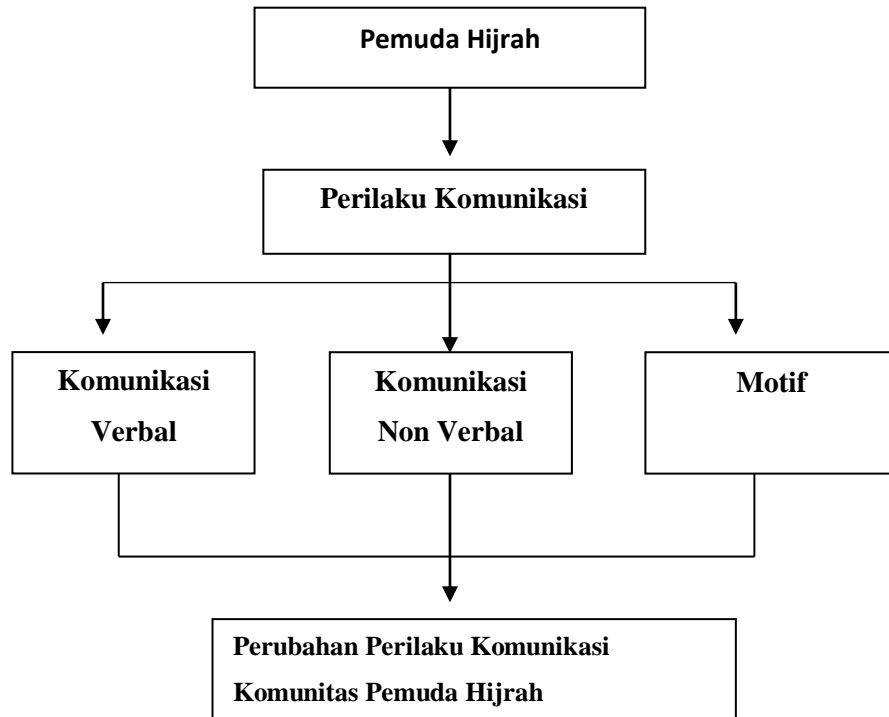 Pemuda Hijrah
Perilaku Komunikasi
Komunikasi
Verbal
Komunikasi
Non Verbal
Motif
Perubahan Perilaku Komunikasi
Komunitas Pemuda Hijrah